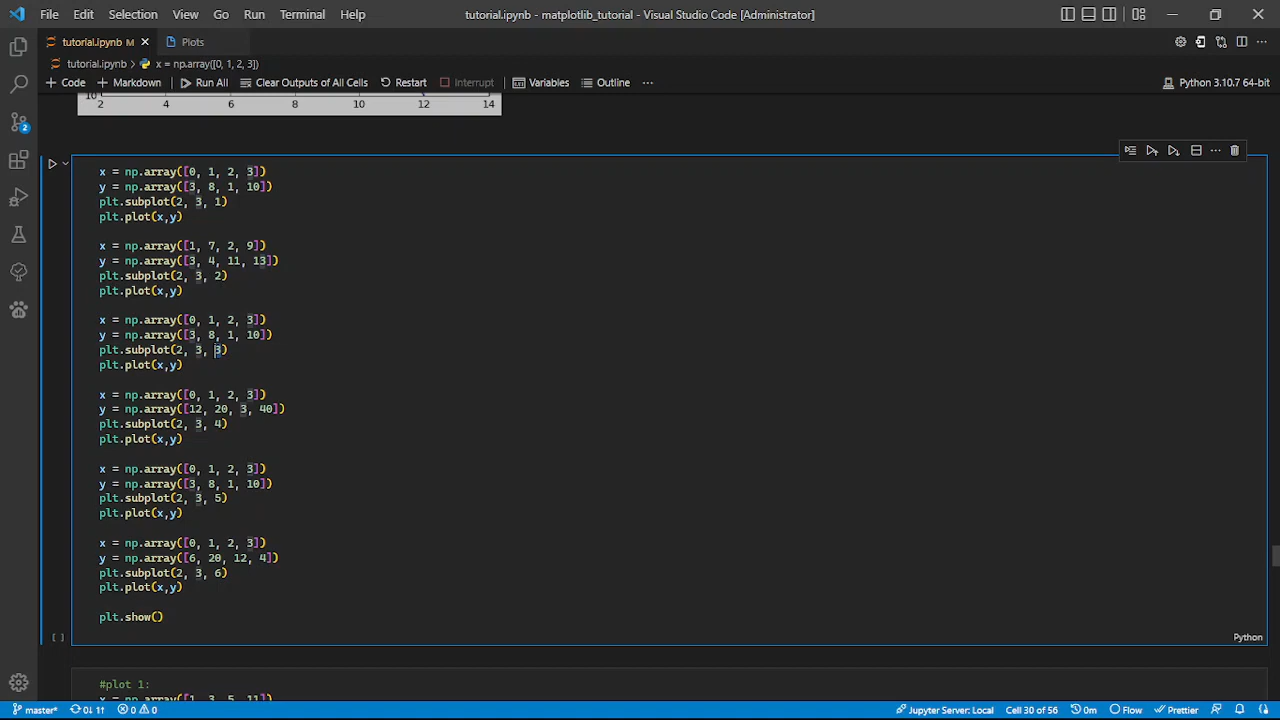 File Edit Selection View Go Run Terminal Help tutorial.ipynb - matplotlib_tutorial - Visual Studio Code [Administrator]
tutorial.ipynb M Plots
tutorial.ipynb > x = np.array([0, 1, 2, 3])
+ Code + Markdown Run All Clear Outputs of All Cells Restart Interrupt Variables Outline ... Python 3.10.7 64-bit
10
2 4 6 8 10 12 14
x = np.array([0, 1, 2, 3])
y = np.array([3, 8, 1, 10])
plt.subplot(2, 3, 1)
plt.plot(x,y)
x = np.array([1, 7, 2, 9])
y = np.array([3, 4, 11, 13])
plt.subplot(2, 3, 2)
plt.plot(x,y)
x = np.array([0, 1, 2, 3])
y = np.array([3, 8, 1, 10])
plt.subplot(2, 3, 3)
plt.plot(x,y)
x = np.array([0, 1, 2, 3])
y = np.array([12, 20, 3, 40])
plt.subplot(2, 3, 4)
plt.plot(x,y)
x = np.array([0, 1, 2, 3])
y = np.array([3, 8, 1, 10])
plt.subplot(2, 3, 5)
plt.plot(x,y)
x = np.array([0, 1, 2, 3])
y = np.array([6, 20, 12, 4])
plt.subplot(2, 3, 6)
plt.plot(x,y)
plt.show()
[ ] Python
#plot 1:
x = np.array([1, 3, 5, 11])
2
master* 0↓ 1↑ 0 0 Jupyter Server: Local Cell 30 of 56 0m Flow Prettier